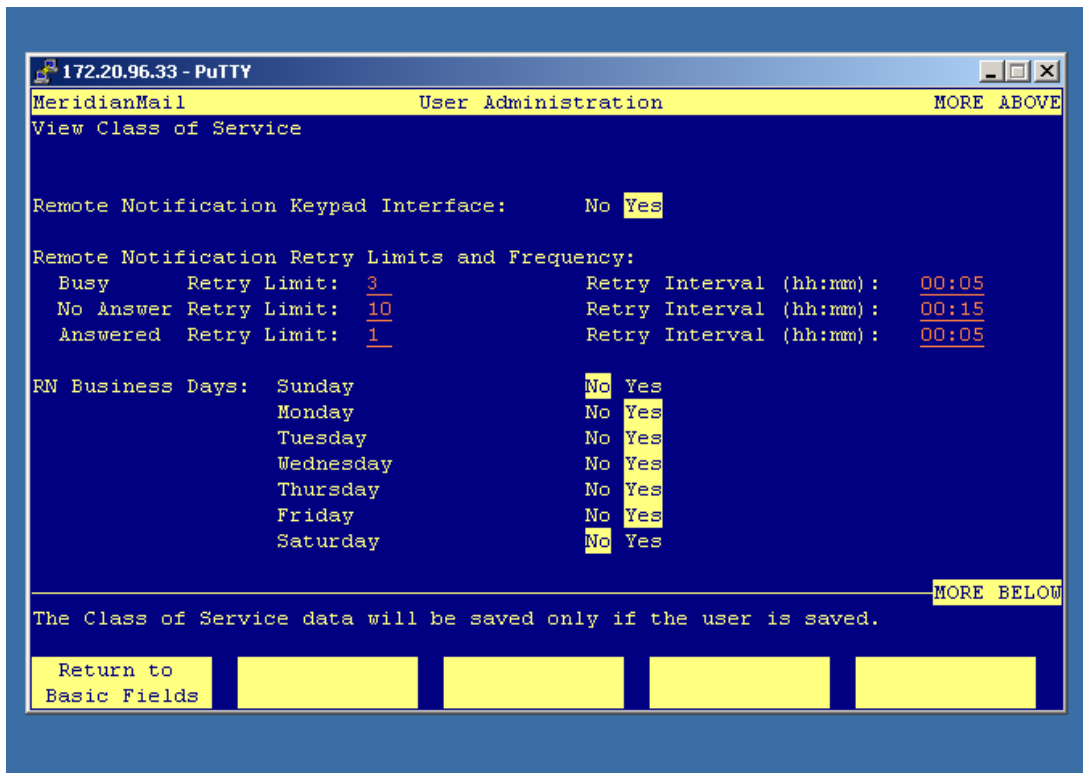 172.20.96.33 - PuTTY
MeridianMail User Administration MORE ABOVE
View Class of Service
Remote Notification Keypad Interface: No Yes
Remote Notification Retry Limits and Frequency:
Busy Retry Limit: 3 Retry Interval (hh:mm): 00:05
No Answer Retry Limit: 10 Retry Interval (hh:mm): 00:15
Answered Retry Limit: 1 Retry Interval (hh:mm): 00:05
RN Business Days: Sunday No Yes
Monday No Yes
Tuesday No Yes
Wednesday No Yes
Thursday No Yes
Friday No Yes
Saturday No Yes
MORE BELOW
The Class of Service data will be saved only if the user is saved.
Return to
Basic Fields